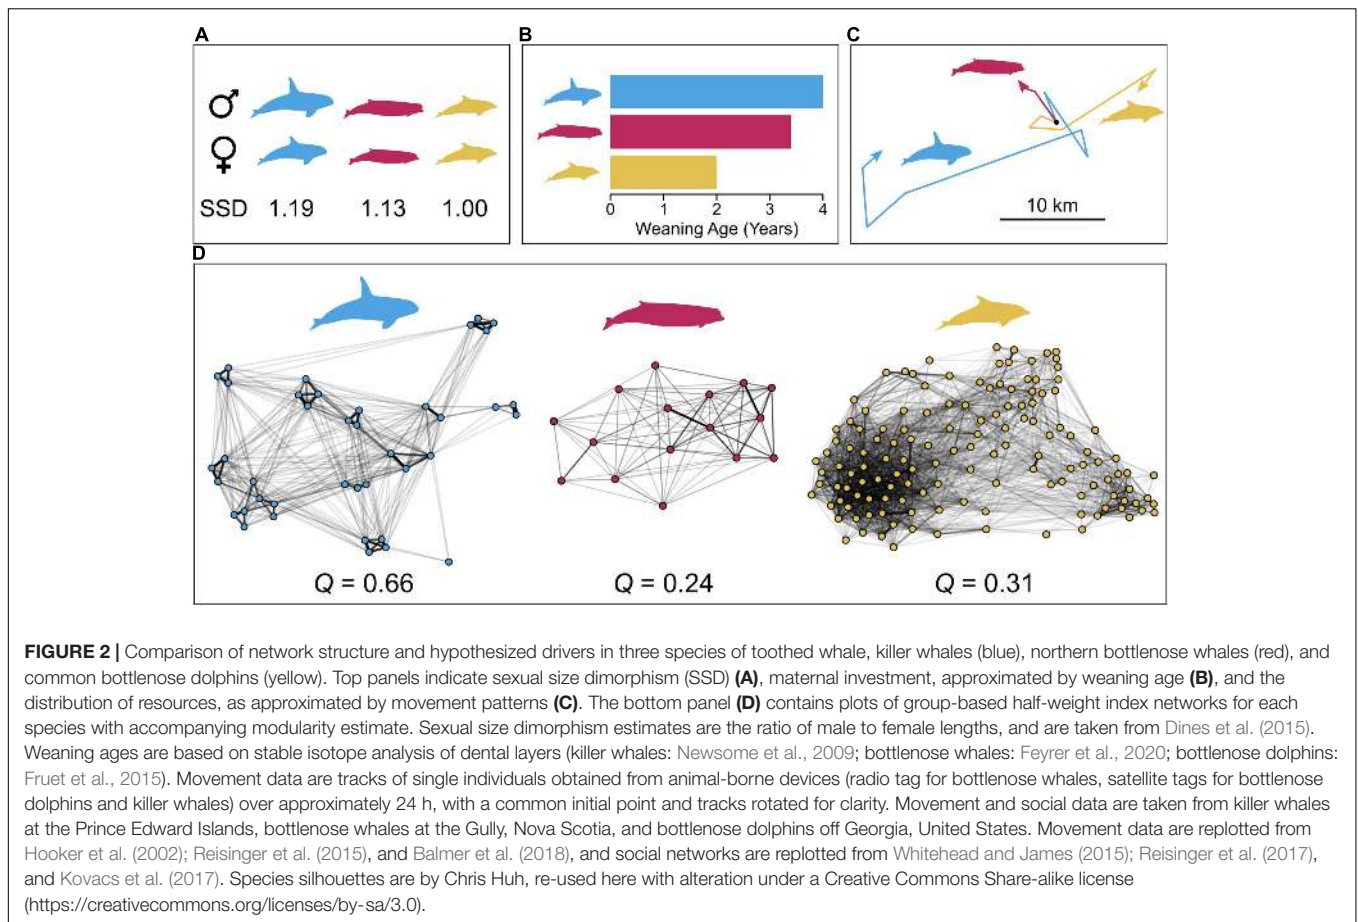 A
♂
♀
SSD 1.19 1.13 1.00
B
0 1 2 3 4
Weaning Age (Years)
C
10 km
D
Q = 0.66 Q = 0.24 Q = 0.31
FIGURE 2 | Comparison of network structure and hypothesized drivers in three species of toothed whale, killer whales (blue), northern bottlenose whales (red), and
common bottlenose dolphins (yellow). Top panels indicate sexual size dimorphism (SSD) (A), maternal investment, approximated by weaning age (B), and the
distribution of resources, as approximated by movement patterns (C). The bottom panel (D) contains plots of group-based half-weight index networks for each
species with accompanying modularity estimate. Sexual size dimorphism estimates are the ratio of male to female lengths, and are taken from Dines et al. (2015).
Weaning ages are based on stable isotope analysis of dental layers (killer whales: Newsome et al., 2009; bottlenose whales: Feyrer et al., 2020; bottlenose dolphins:
Fruet et al., 2015). Movement data are tracks of single individuals obtained from animal-borne devices (radio tag for bottlenose whales, satellite tags for bottlenose
dolphins and killer whales) over approximately 24 h, with a common initial point and tracks rotated for clarity. Movement and social data are taken from killer whales
at the Prince Edward Islands, bottlenose whales at the Gully, Nova Scotia, and bottlenose dolphins off Georgia, United States. Movement data are replotted from
Hooker et al. (2002); Reisinger et al. (2015), and Balmer et al. (2018), and social networks are replotted from Whitehead and James (2015); Reisinger et al. (2017),
and Kovacs et al. (2017). Species silhouettes are by Chris Huh, re-used here with alteration under a Creative Commons Share-alike license
(https://creativecommons.org/licenses/by-sa/3.0).